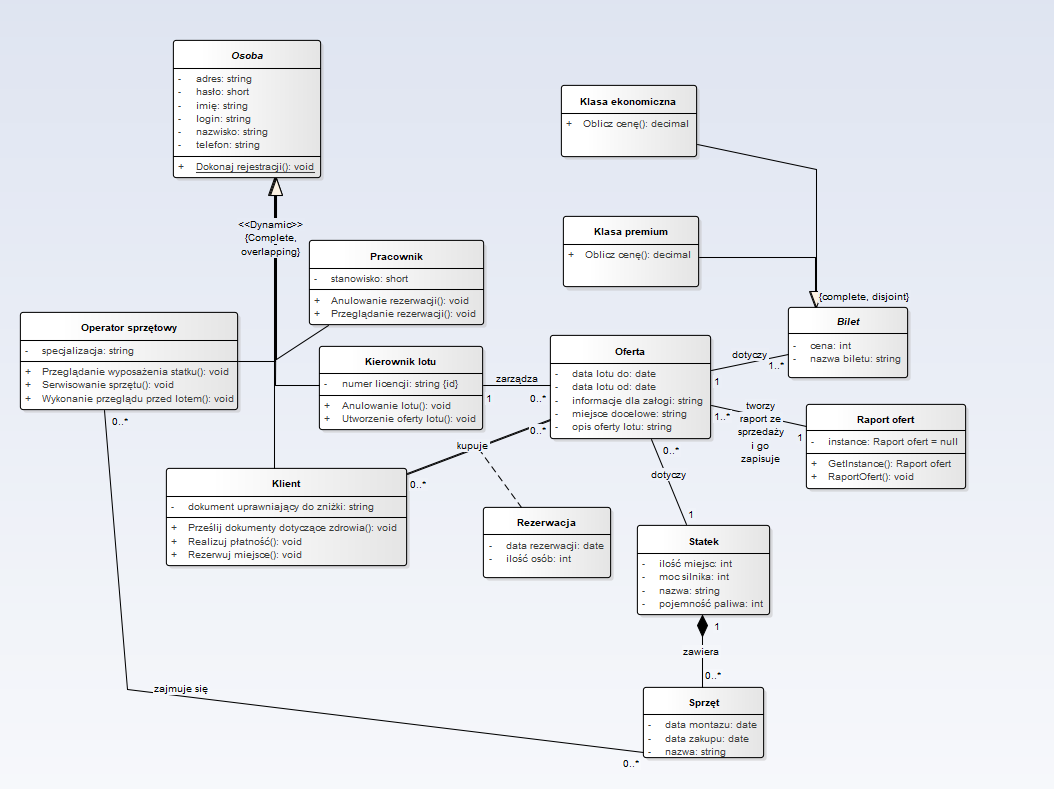 Osoba
- adres: string
- hasło: short
- imię: string
- login: string
- nazwisko: string
- telefon: string
+ Dokonaj rejestracji(): void
<<Dynamic>>
{Complete,
overlapping}
Klasa ekonomiczna
+ Oblicz cenę(): decimal
Klasa premium
+ Oblicz cenę(): decimal
{complete, disjoint}
Pracownik
- stanowisko: short
+ Anulowanie rezerwacji(): void
+ Przeglądanie rezerwacji(): void
Operator sprzętowy
- specjalizacja: string
+ Przeglądanie wyposażenia statku(): void
+ Serwisowanie sprzętu(): void
+ Wykonanie przeglądu przed lotem(): void
0..*
Kierownik lotu
- numer licencji: string {id}
+ Anulowanie lotu(): void
+ Utworzenie oferty lotu(): void
zarządza
1
0..*
Oferta
- data lotu do: date
- data lotu od: date
- informacje dla załogi: string
- miejsce docelowe: string
- opis oferty lotu: string
dotyczy
1
1..*
Bilet
- cena: int
- nazwa biletu: string
tworzy
raport ze
sprzedaży
i go
zapisuje
1..*
1
Raport ofert
- instance: Raport ofert = null
+ GetInstance(): Raport ofert
+ RaportOfert(): void
kupuje
0..*
0..*
Klient
- dokument uprawniający do zniżki: string
+ Prześlij dokumenty dotyczące zdrowia(): void
+ Realizuj płatność(): void
+ Rezerwuj miejsce(): void
Rezerwacja
- data rezerwacji: date
- ilość osób: int
0..*
dotyczy
1
Statek
- ilość miejsc: int
- moc silnika: int
- nazwa: string
- pojemność paliwa: int
1
zawiera
0..*
Sprzęt
- data montazu: date
- data zakupu: date
- nazwa: string
zajmuje się
0..*